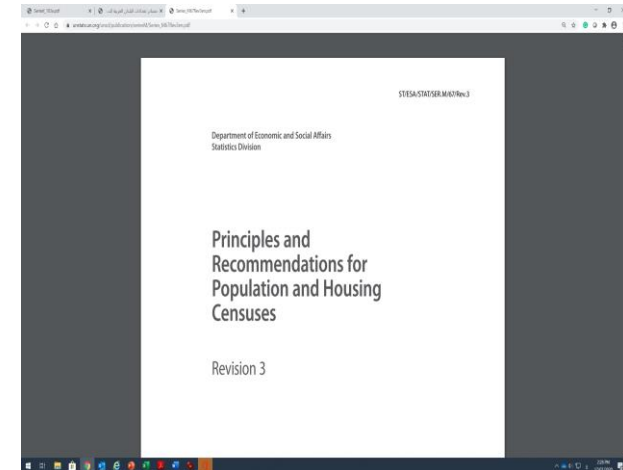 ST/ESA/STAT/SER.M/67/Rev.3
Department of Economic and Social Affairs
Statistics Division
Principles and
Recommendations for
Population and Housing
Censuses
Revision 3